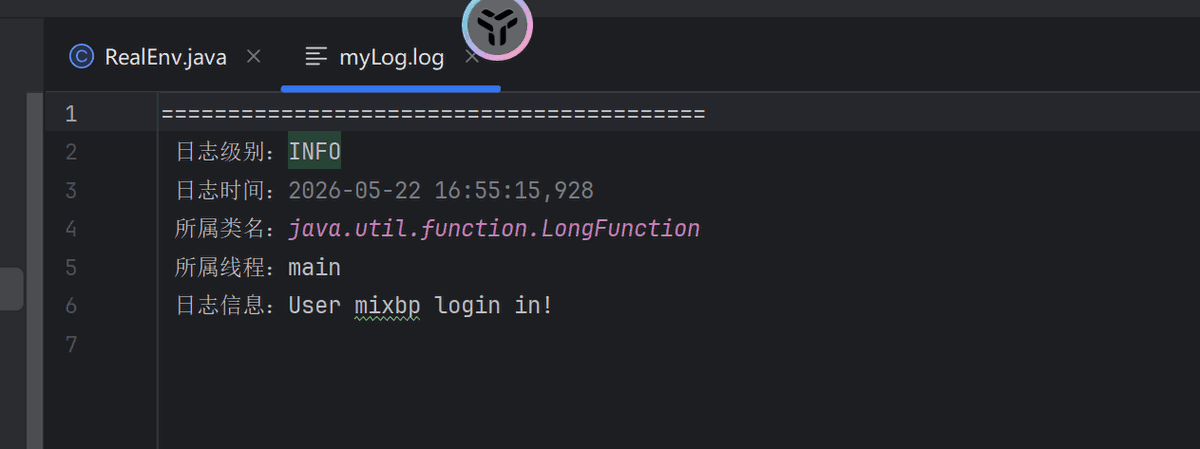 RealEnv.java myLog.log
1 =========================================
2 日志级别：INFO
3 日志时间：2026-05-22 16:55:15,928
4 所属类名：java.util.function.LongFunction
5 所属线程：main
6 日志信息：User mixbp login in!
7